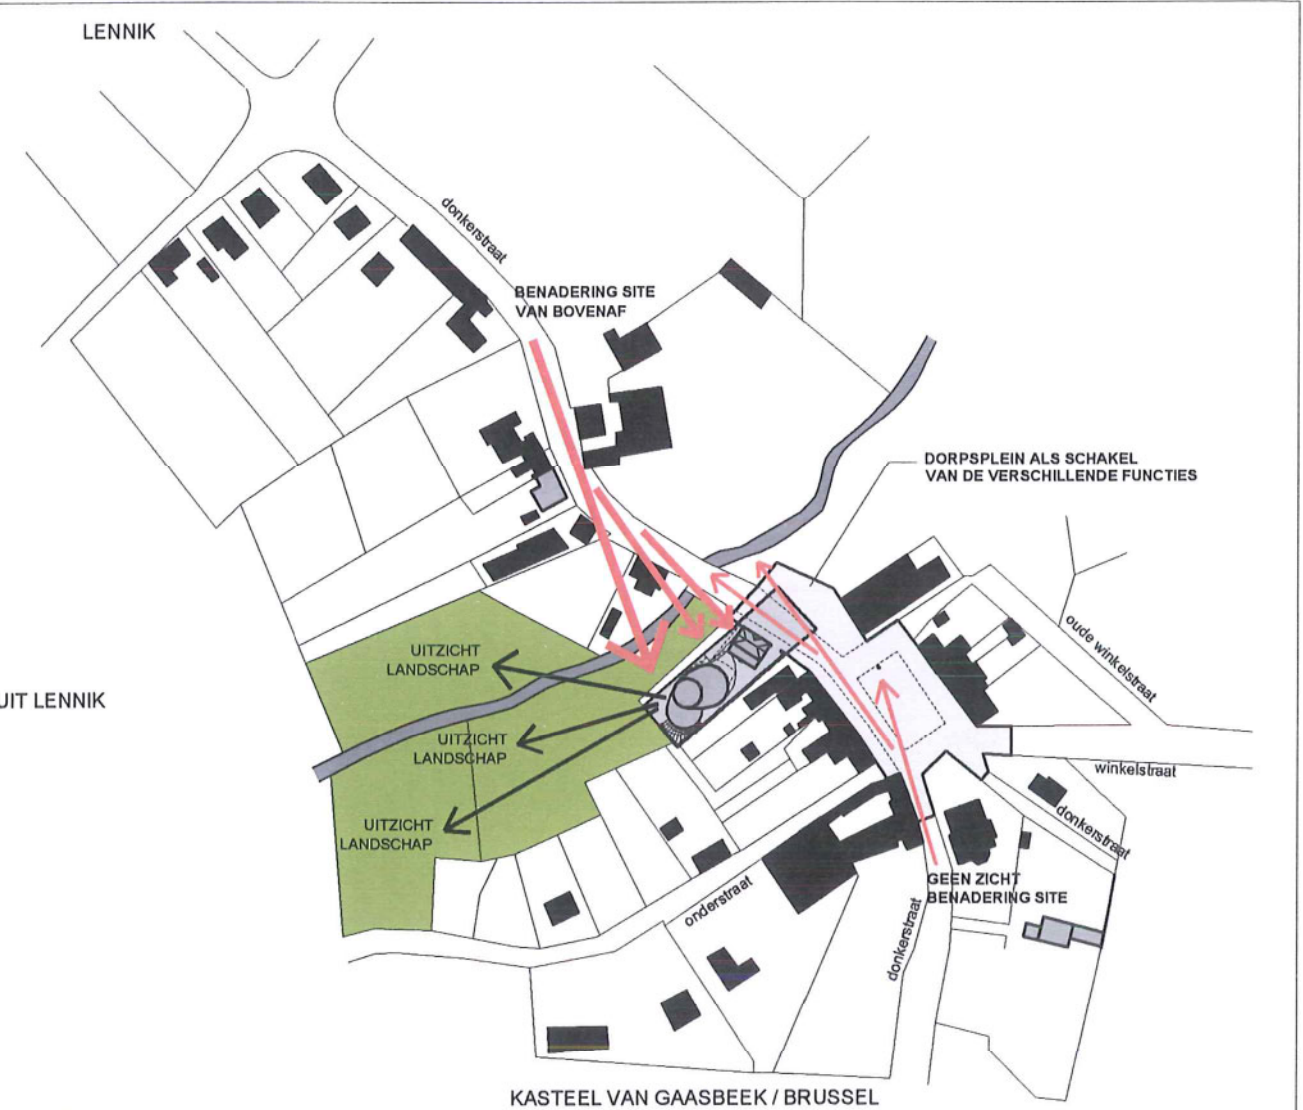 LENNIK
donkerstraat
BENADERING SITE
VAN BOVENAF
DORPSPLEIN ALS SCHAKEL
VAN DE VERSCHILLENDE FUNCTIES
oude winkelstraat
UITZICHT
LANDSCHAP
UIT LENNIK
UITZICHT
LANDSCHAP
winkelstraat
UITZICHT
LANDSCHAP
donkerstraat
GEEN ZICHT
BENADERING SITE
onderstraat
donkerstraat
KASTEEL VAN GAASBEEK / BRUSSEL